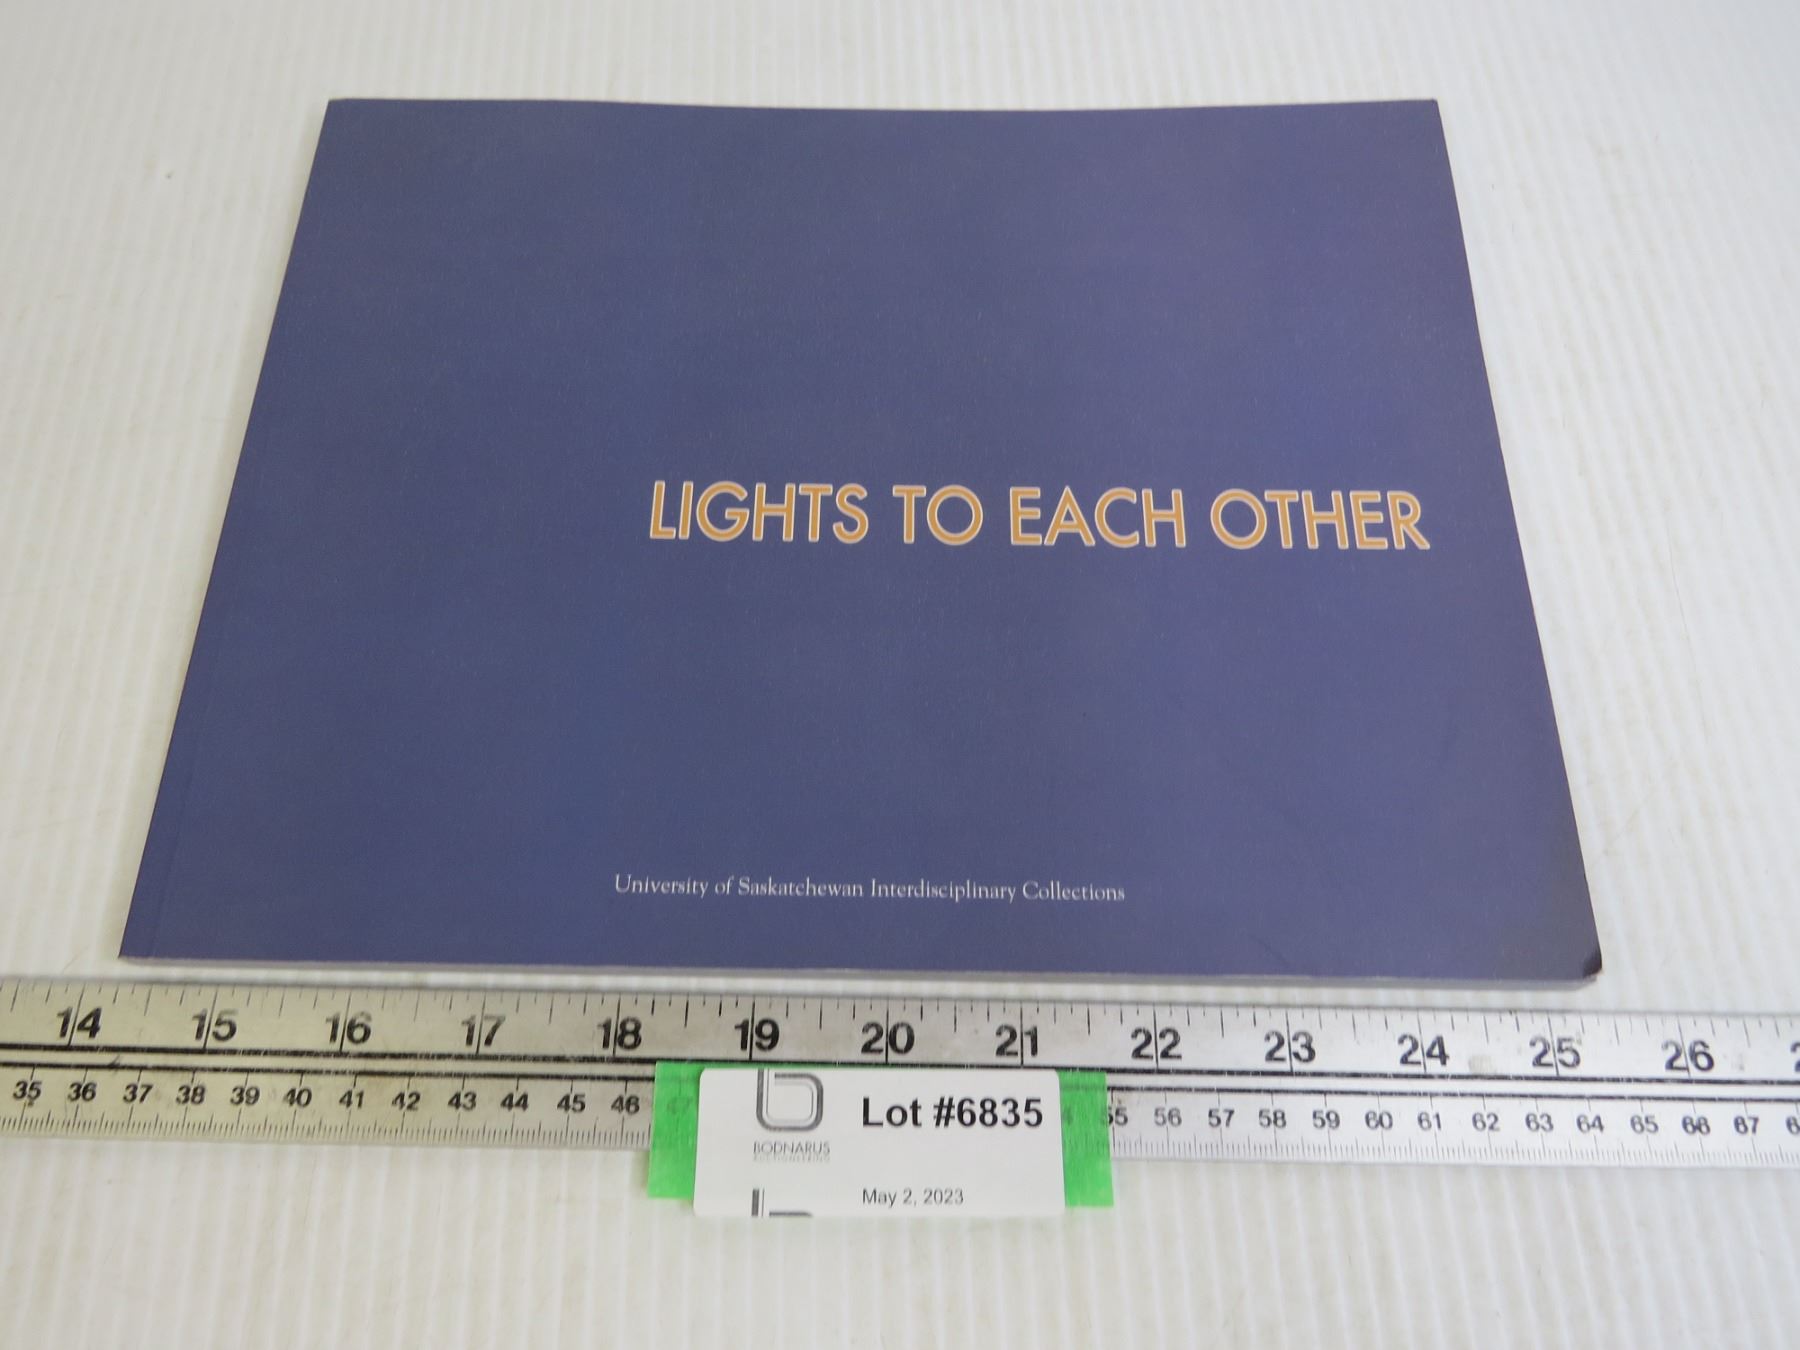 LIGHTS TO EACH OTHER
University of Saskatchewan Interdisciplinary Collections
14 15 16 17 18 19 20 21 22 23 24 25 26
35 36 37 38 39 40 41 42 43 44 45 46 47 55 56 57 58 59 60 61 62 63 64 65 66 67
Lot #6835
BODNARUS
AUCTIONEERING
May 2, 2023